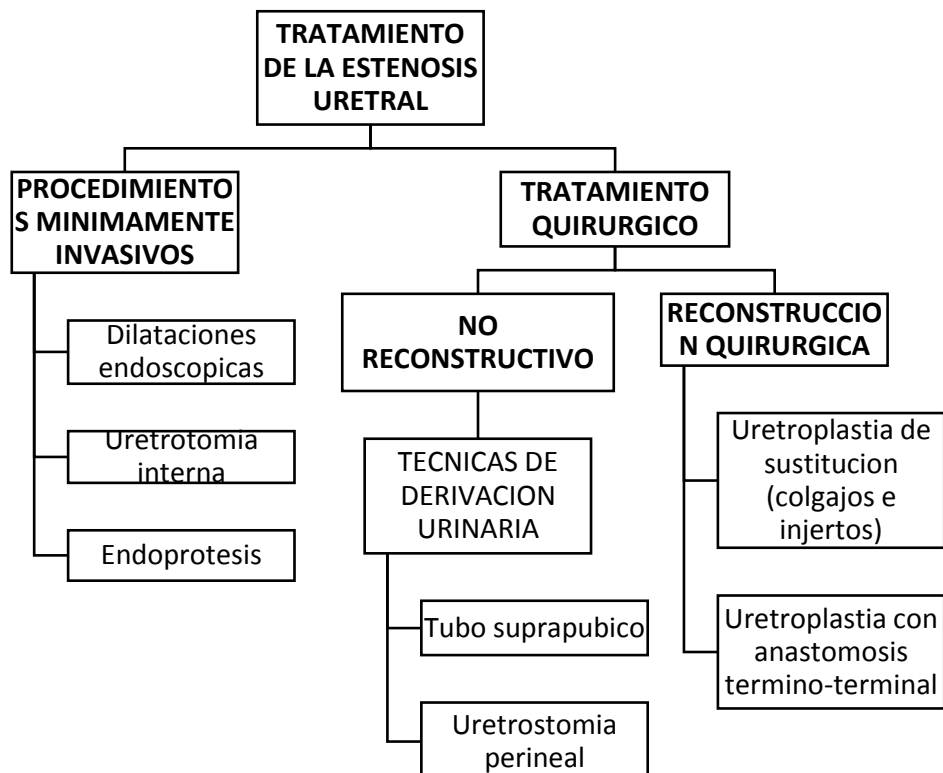 TRATAMIENTO
DE LA ESTENOSIS
URETRAL
PROCEDIMIENTO
S MINIMAMENTE
INVASIVOS
Dilataciones
endoscopicas
Uretrotomia
interna
Endoprotesis
TRATAMIENTO
QUIRURGICO
NO
RECONSTRUCTIVO
TECNICAS DE
DERIVACION
URINARIA
Tubo suprapubico
Uretrostomia
perineal
RECONSTRUCCIO
N QUIRURGICA
Uretroplastia de
sustitucion
(colgajos e
injertos)
Uretroplastia con
anastomosis
termino-terminal